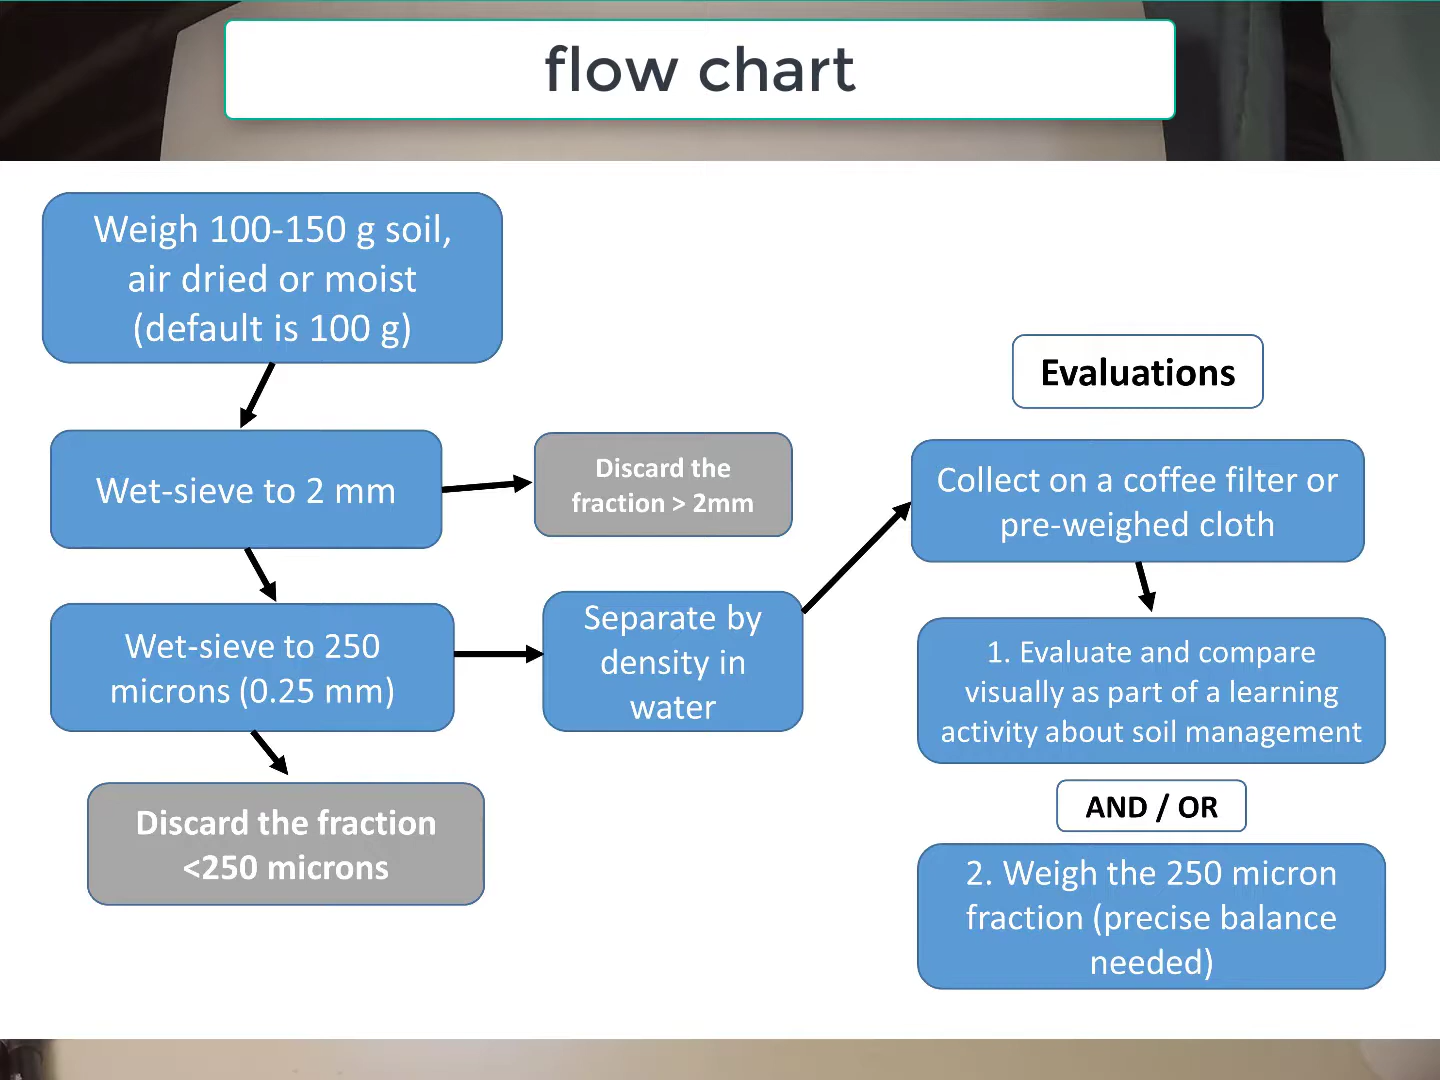 flow chart
Weigh 100-150 g soil,
air dried or moist
(default is 100 g)
Wet-sieve to 2 mm
Discard the
fraction > 2mm
Wet-sieve to 250
microns (0.25 mm)
Discard the fraction
<250 microns
Separate by
density in
water
Evaluations
Collect on a coffee filter or
pre-weighed cloth
1. Evaluate and compare
visually as part of a learning
activity about soil management
AND / OR
2. Weigh the 250 micron
fraction (precise balance
needed)